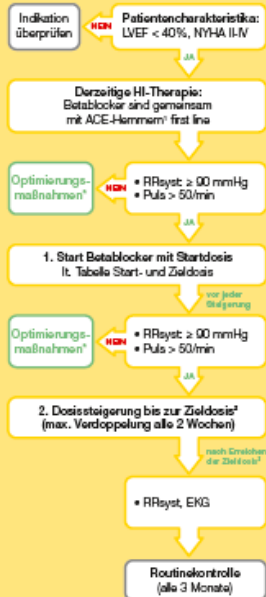 Indikation
überprüfen
NEIN
Patientencharakteristika:
LVEF < 40%, NYHA II-IV
JA
Derzeitige HI-Therapie:
Betablocker sind gemeinsam
mit ACE-Hemmern¹ first line
Optimierungs-
maßnahmen*
NEIN
• RRsyst ≥ 90 mmHg
• Puls > 50/min
JA
1. Start Betablocker mit Startdosis
lt. Tabelle Start- und Zieldosis
vor jeder
Steigerung
Optimierungs-
maßnahmen*
NEIN
• RRsyst ≥ 90 mmHg
• Puls > 50/min
JA
2. Dosissteigerung bis zur Zieldosis²
(max. Verdoppelung alle 2 Wochen)
nach Erreichen
der Zieldosis²
• RRsyst, EKG
Routinekontrolle
(alle 3 Monate)